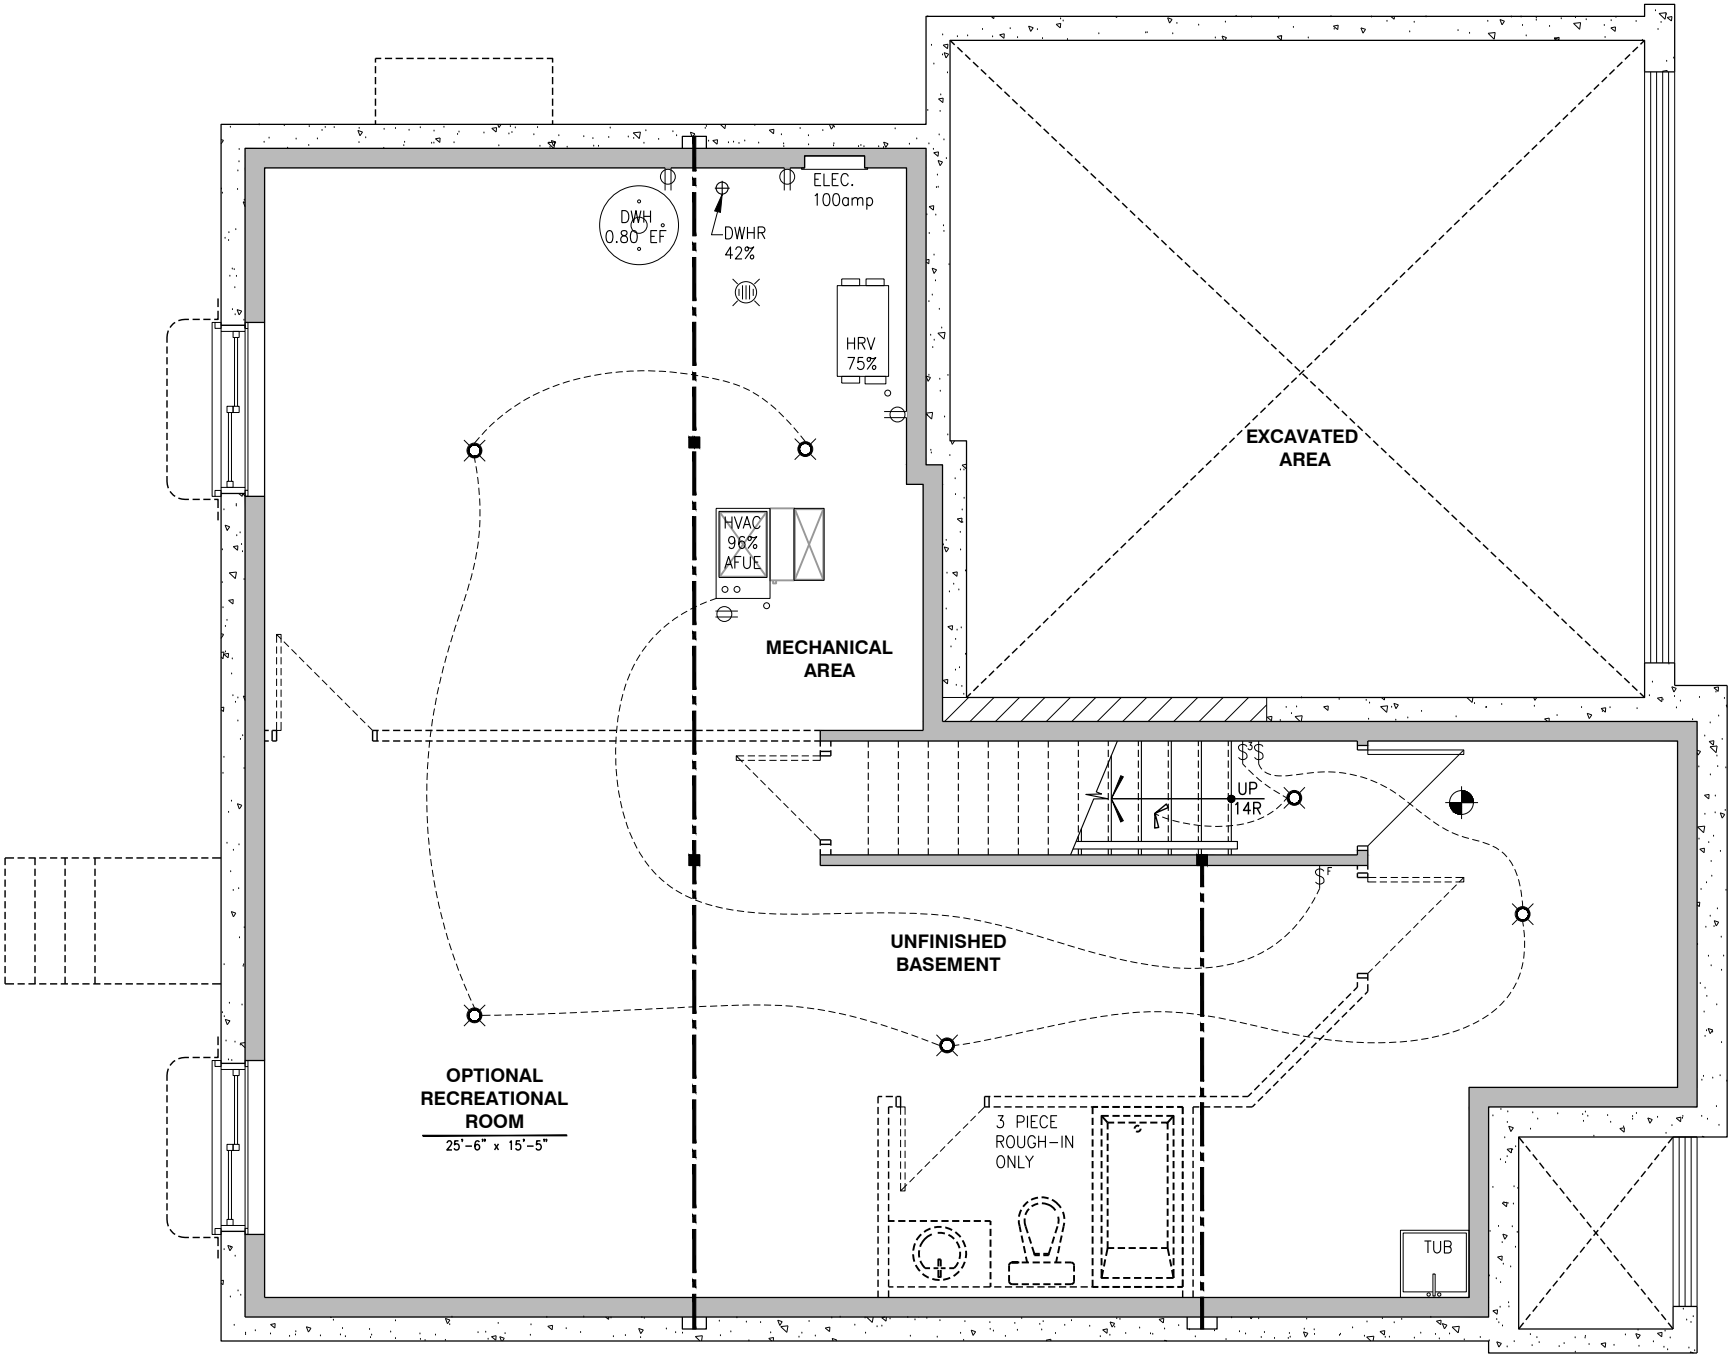 ELEC.
100amp
DWH
0.80 EF
DWHR
42%
HRV
75%
EXCAVATED
AREA
HVAC
96%
AFUE
MECHANICAL
AREA
$³$
UP
14R
$F
UNFINISHED
BASEMENT
OPTIONAL
RECREATIONAL
ROOM
25'-6" x 15'-5"
3 PIECE
ROUGH-IN
ONLY
TUB